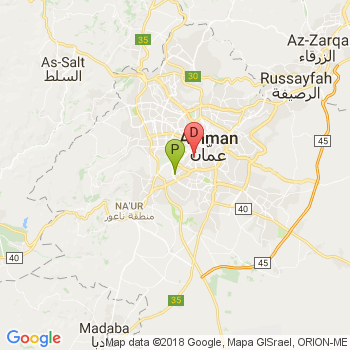 35
Az-Zarqa
الزرقاء
As-Salt
السلط
30
Russayfah
الرصيفة
D
P
Amman
عمان
45
NA'UR
منطقة ناعور
40
40
45
35
Madaba
مادبا
Map data ©2018 Google, Mapa GISrael, ORION-ME